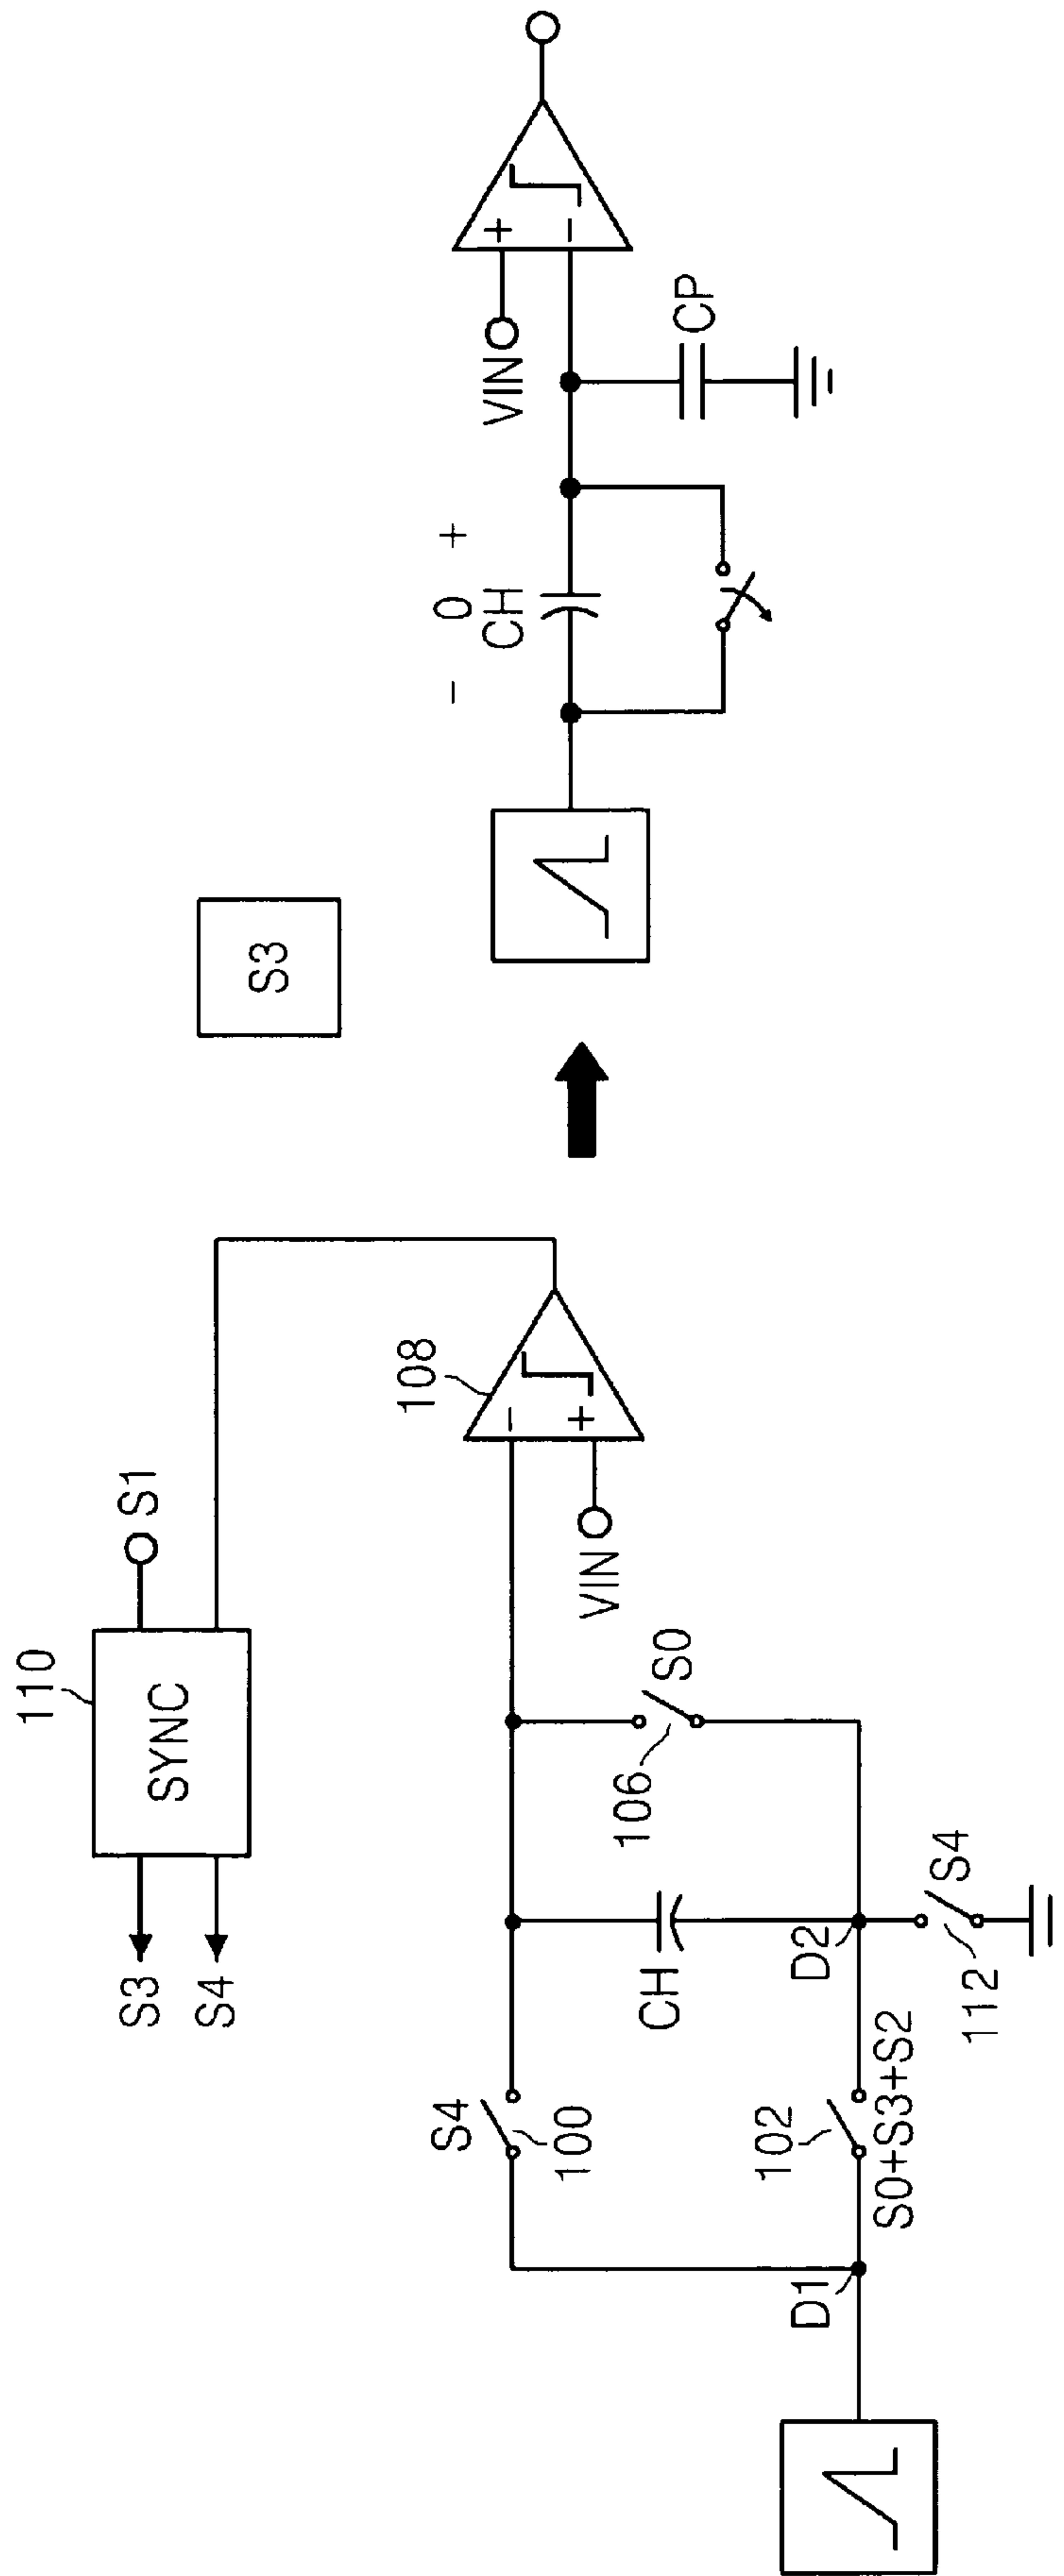 110
SYNC
S1
S3
S4
108
−
+
VIN
S4
100
CH
106
S0
102
S0+S3+S2
D1
D2
S4
112
S3
− 0 +
CH
VIN
+
−
CP